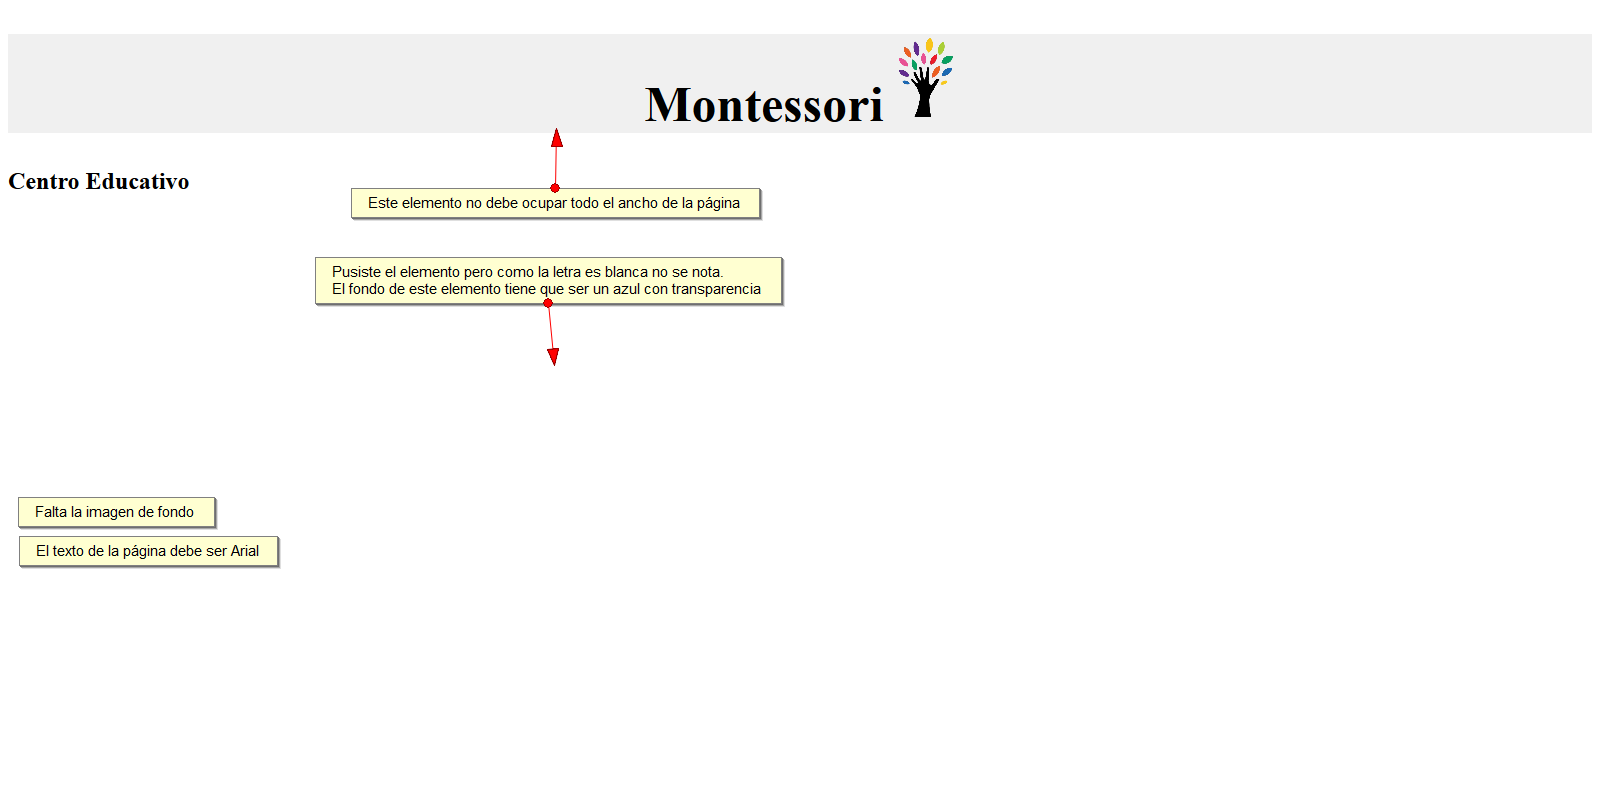 Montessori
Centro Educativo
Este elemento no debe ocupar todo el ancho de la página
Pusiste el elemento pero como la letra es blanca no se nota.
El fondo de este elemento tiene que ser un azul con transparencia
Falta la imagen de fondo
El texto de la página debe ser Arial